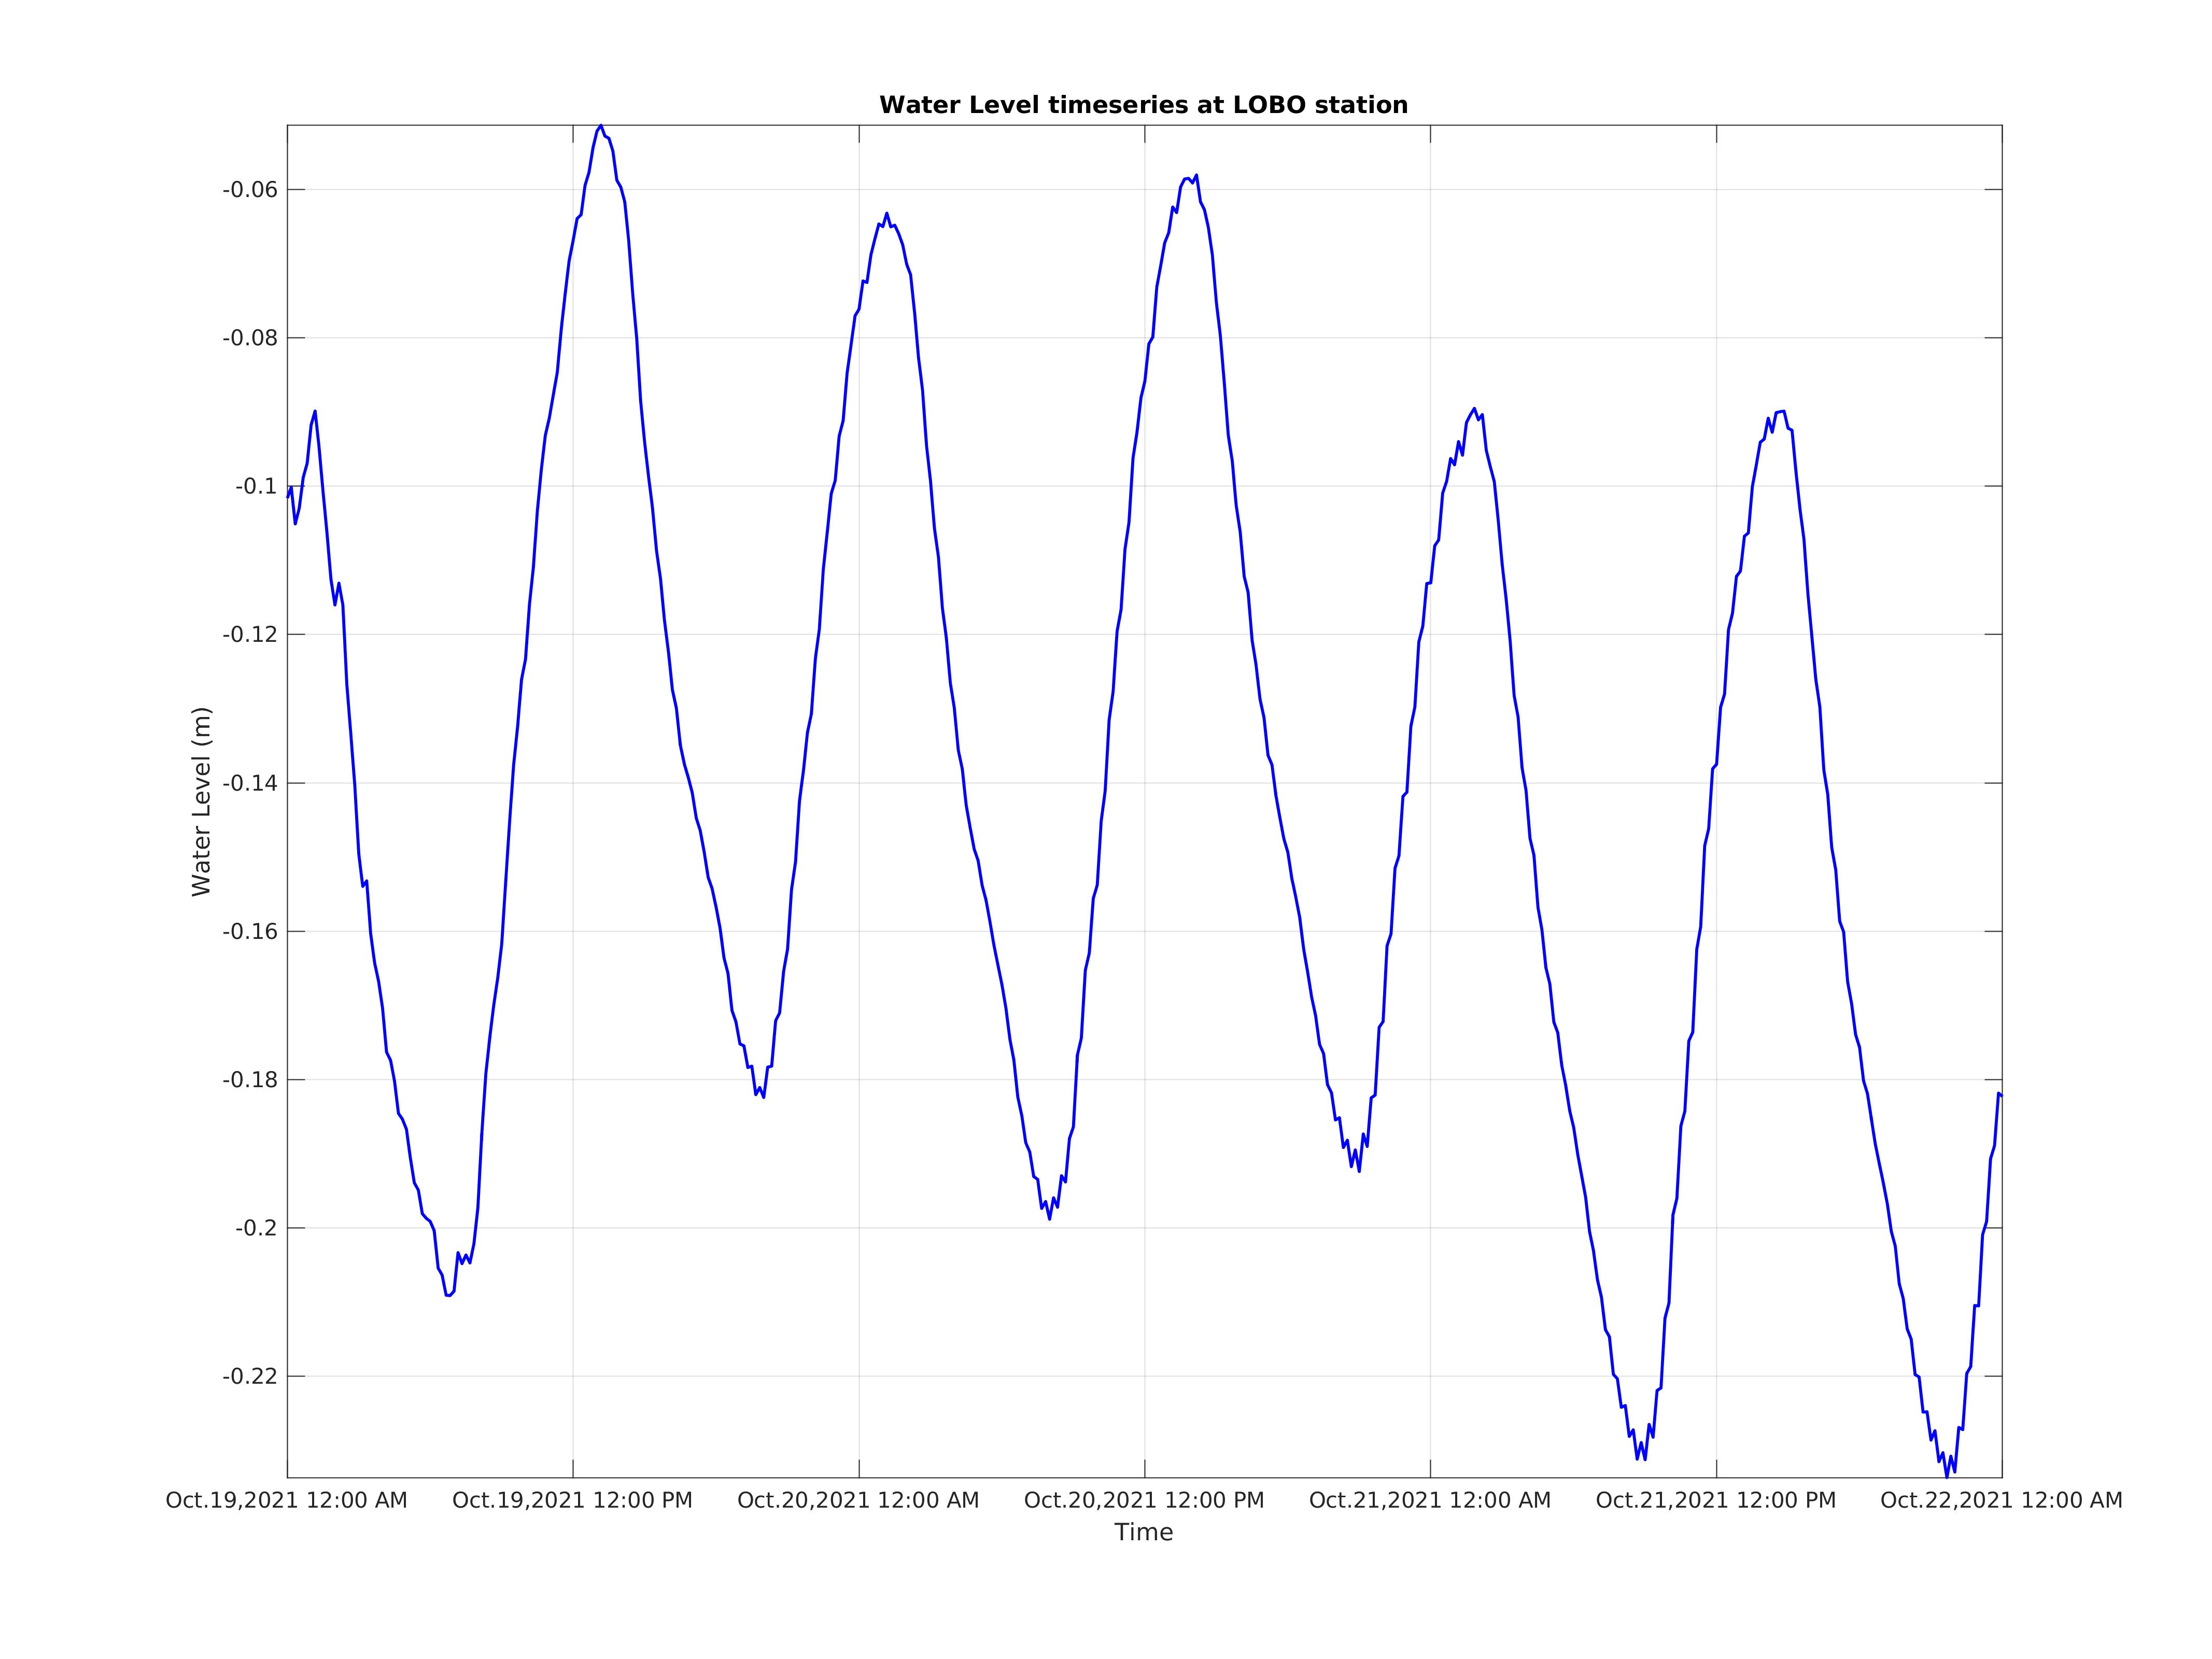 Water Level timeseries at LOBO station
-0.06
-0.08
-0.1
-0.12
-0.14
-0.16
-0.18
-0.2
-0.22
Water Level (m)
Oct.19,2021 12:00 AM
Oct.19,2021 12:00 PM
Oct.20,2021 12:00 AM
Oct.20,2021 12:00 PM
Oct.21,2021 12:00 AM
Oct.21,2021 12:00 PM
Oct.22,2021 12:00 AM
Time